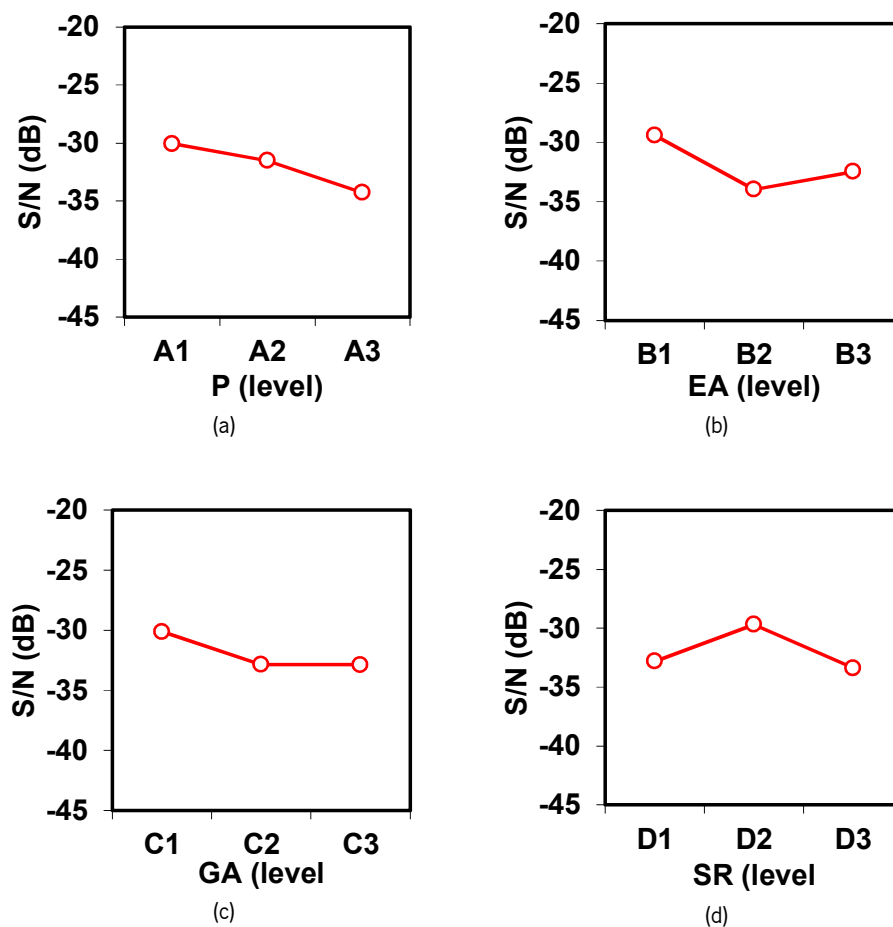 -20
-25
-30
-35
-40
-45
S/N (dB)
A1 A2 A3
P (level)
(a)
-20
-25
-30
-35
-40
-45
S/N (dB)
B1 B2 B3
EA (level)
(b)
-20
-25
-30
-35
-40
-45
S/N (dB)
C1 C2 C3
GA (level
(c)
-20
-25
-30
-35
-40
-45
S/N (dB)
D1 D2 D3
SR (level
(d)